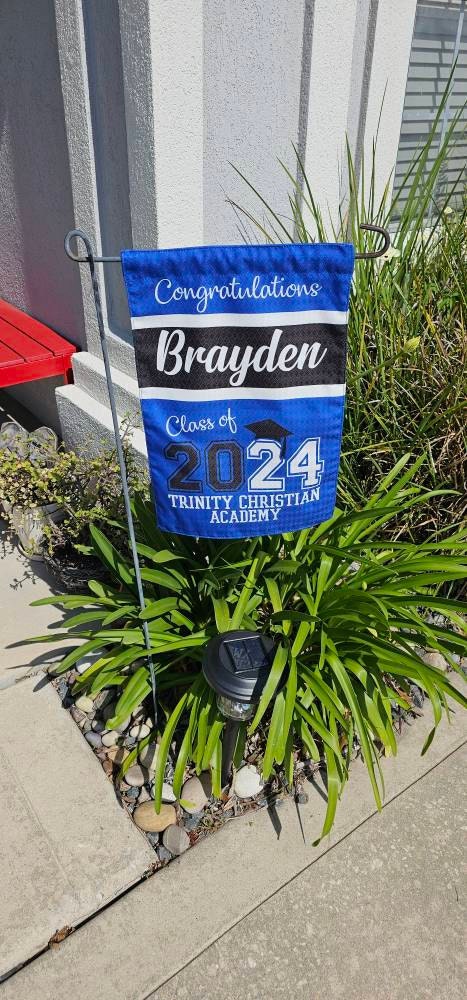 Congratulations
Brayden
Class of
2024
TRINITY CHRISTIAN
ACADEMY